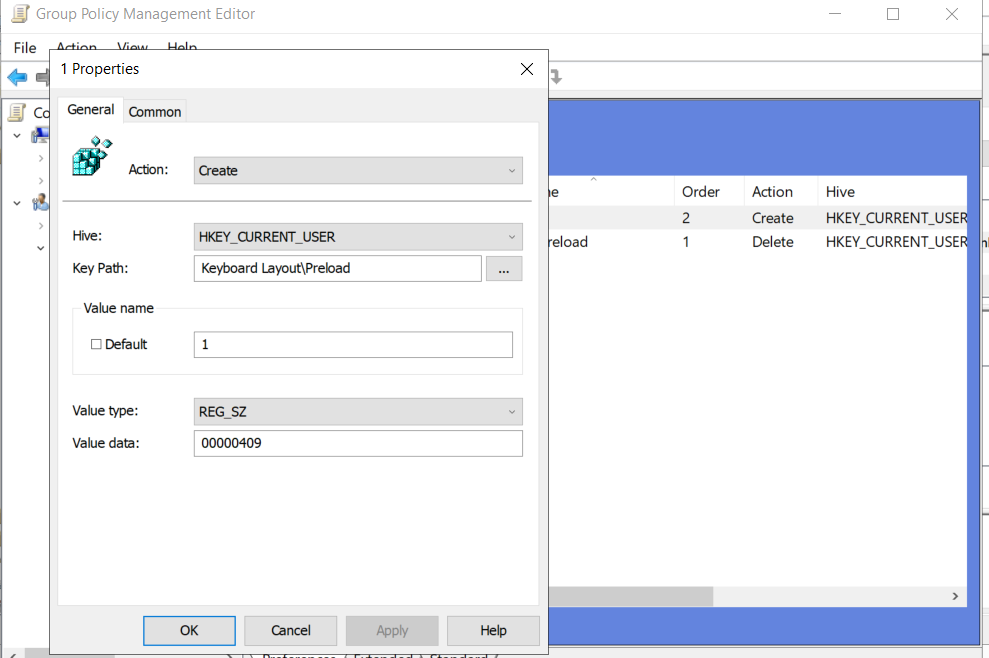 Group Policy Management Editor
File Action View Help
1 Properties
General Common
Co
Action: Create
Hive: HKEY_CURRENT_USER
Key Path: Keyboard Layout\Preload ...
Value name
Default 1
Value type: REG_SZ
Value data: 00000409
OK Cancel Apply Help
ne Order Action Hive
2 Create HKEY_CURRENT_USER
reload 1 Delete HKEY_CURRENT_USER
Preferences Extended Standard